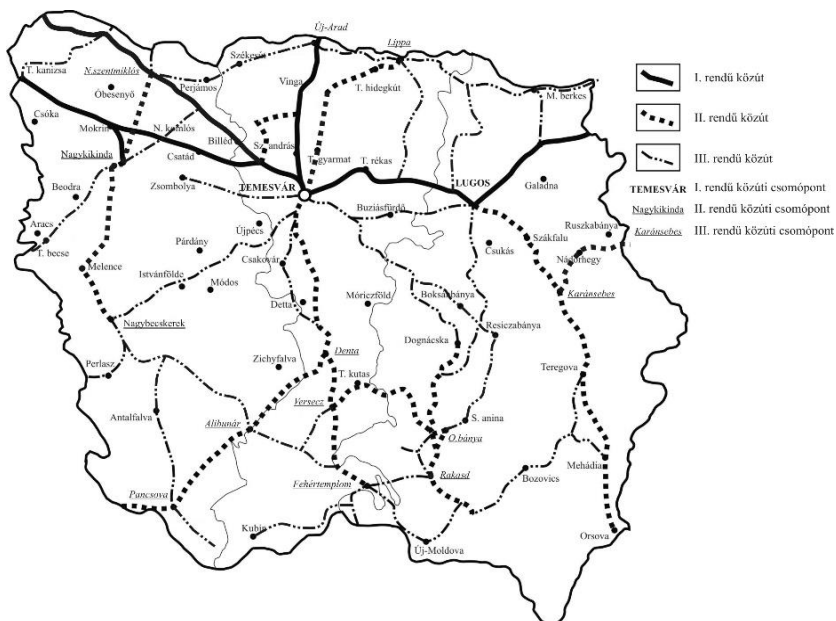 Új-Arad
Lippa
Székesút
T. kanizsa
N.szentmiklós
Perjámos
Vinga
T. hidegkút
M. berkes
Óbesenyő
Csóka
Mokrin
N. komlós
Billéd
Sz. andrás
T. gyarmat
T. rékas
Csatád
Nagykikinda
Zsombolya
TEMESVÁR
LUGOS
Galadna
Beodra
Buziásfürdő
Aracs
T. becse
Újpécs
Ruszkabánya
Csukás
Szákfalu
Párdány
Csakovár
Nádorhegy
Melence
Istvánfölde
Módos
Móriczföld
Boksánbánya
Karánsebes
Detta
Nagybecskerek
Resiczabánya
Dognácska
Denta
Zichyfalva
T. kutas
Teregova
Perlasz
Versecz
Antalfalva
Alibunár
S. anina
O.bánya
Mehádia
Rakasd
Fehértemplom
Bozovics
Pancsova
Kubin
Új-Moldova
Orsova
I. rendű közút
II. rendű közút
III. rendű közút
TEMESVÁR I. rendű közúti csomópont
Nagykikinda II. rendű közúti csomópont
Karánsebes III. rendű közúti csomópont